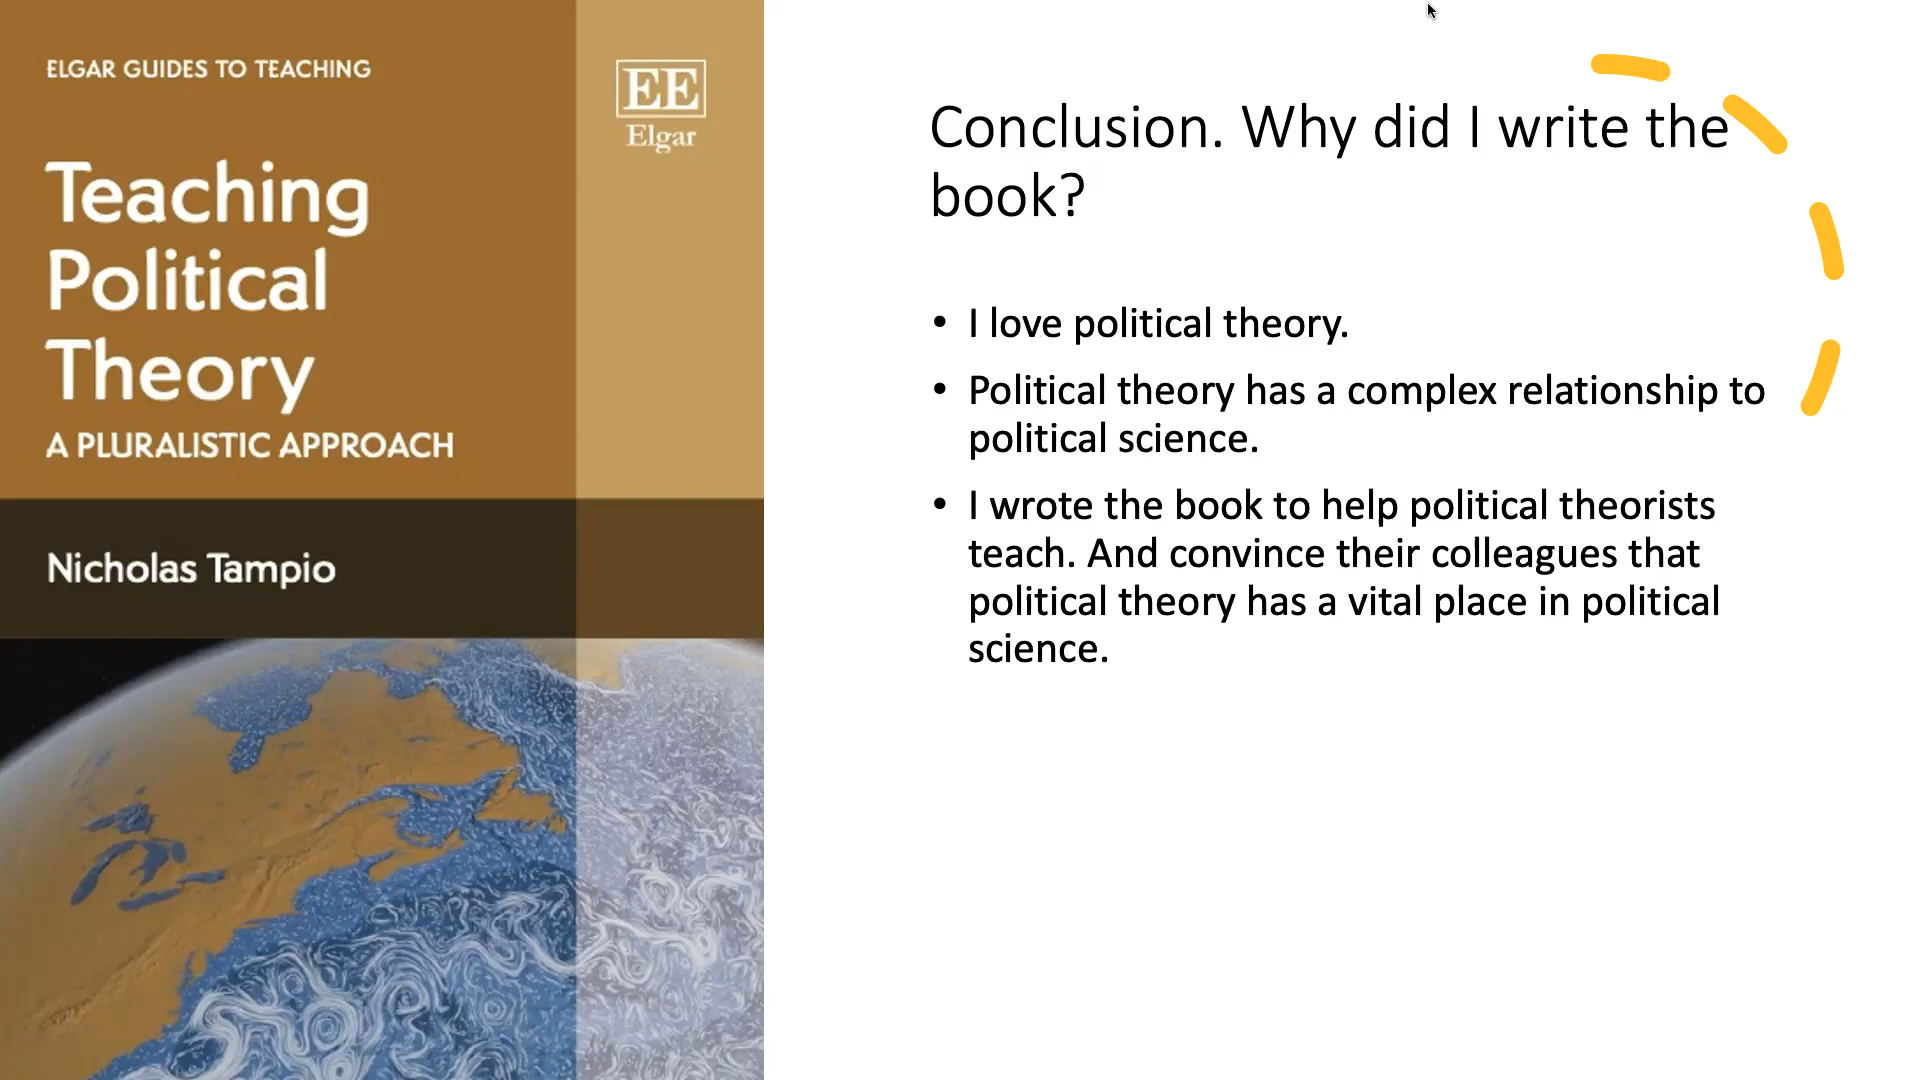 ELGAR GUIDES TO TEACHING
EE
Elgar
Teaching
Political
Theory
A PLURALISTIC APPROACH
Nicholas Tampio
Conclusion. Why did I write the
book?
• I love political theory.
• Political theory has a complex relationship to
political science.
• I wrote the book to help political theorists
teach. And convince their colleagues that
political theory has a vital place in political
science.